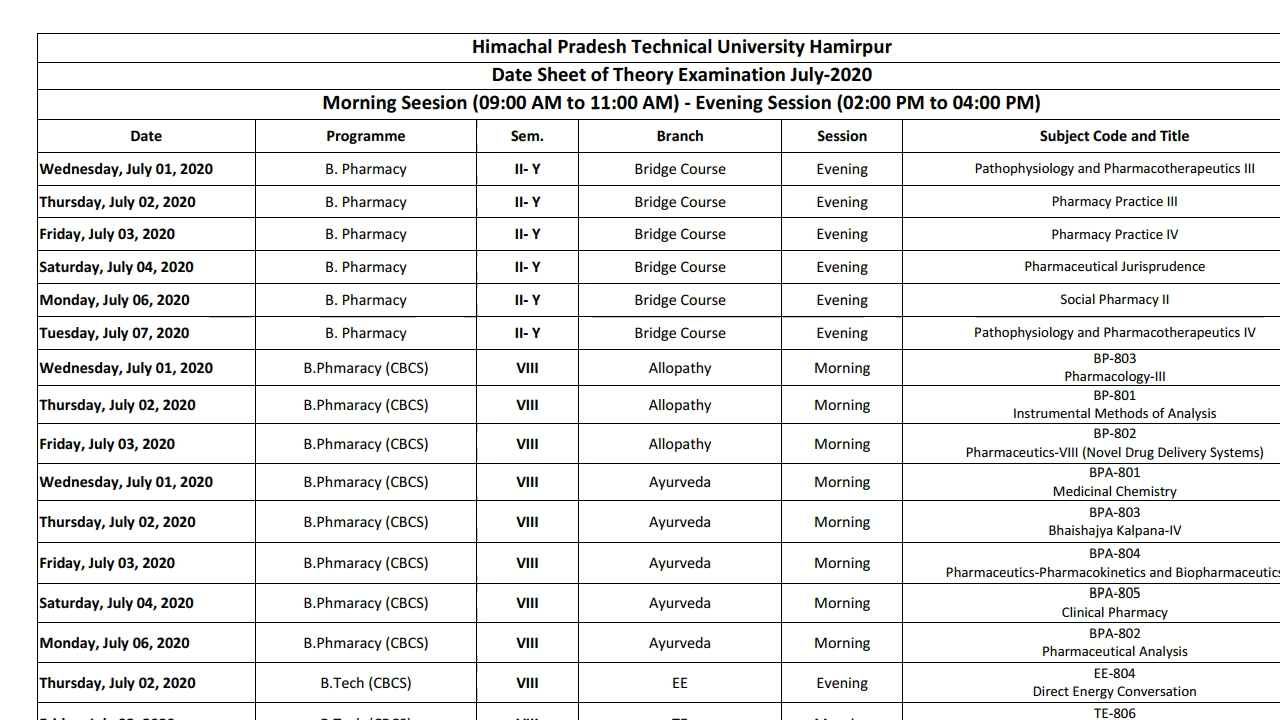 Himachal Pradesh Technical University Hamirpur
Date Sheet of Theory Examination July-2020
Morning Seesion (09:00 AM to 11:00 AM) - Evening Session (02:00 PM to 04:00 PM)
Date Programme Sem. Branch Session Subject Code and Title
Wednesday, July 01, 2020 B. Pharmacy II- Y Bridge Course Evening Pathophysiology and Pharmacotherapeutics III
Thursday, July 02, 2020 B. Pharmacy II- Y Bridge Course Evening Pharmacy Practice III
Friday, July 03, 2020 B. Pharmacy II- Y Bridge Course Evening Pharmacy Practice IV
Saturday, July 04, 2020 B. Pharmacy II- Y Bridge Course Evening Pharmaceutical Jurisprudence
Monday, July 06, 2020 B. Pharmacy II- Y Bridge Course Evening Social Pharmacy II
Tuesday, July 07, 2020 B. Pharmacy II- Y Bridge Course Evening Pathophysiology and Pharmacotherapeutics IV
Wednesday, July 01, 2020 B.Phmaracy (CBCS) VIII Allopathy Morning BP-803
Pharmacology-III
Thursday, July 02, 2020 B.Phmaracy (CBCS) VIII Allopathy Morning BP-801
Instrumental Methods of Analysis
Friday, July 03, 2020 B.Phmaracy (CBCS) VIII Allopathy Morning BP-802
Pharmaceutics-VIII (Novel Drug Delivery Systems)
Wednesday, July 01, 2020 B.Phmaracy (CBCS) VIII Ayurveda Morning BPA-801
Medicinal Chemistry
Thursday, July 02, 2020 B.Phmaracy (CBCS) VIII Ayurveda Morning BPA-803
Bhaishajya Kalpana-IV
Friday, July 03, 2020 B.Phmaracy (CBCS) VIII Ayurveda Morning BPA-804
Pharmaceutics-Pharmacokinetics and Biopharmaceutics
Saturday, July 04, 2020 B.Phmaracy (CBCS) VIII Ayurveda Morning BPA-805
Clinical Pharmacy
Monday, July 06, 2020 B.Phmaracy (CBCS) VIII Ayurveda Morning BPA-802
Pharmaceutical Analysis
Thursday, July 02, 2020 B.Tech (CBCS) VIII EE Evening EE-804
Direct Energy Conversation
TE-806